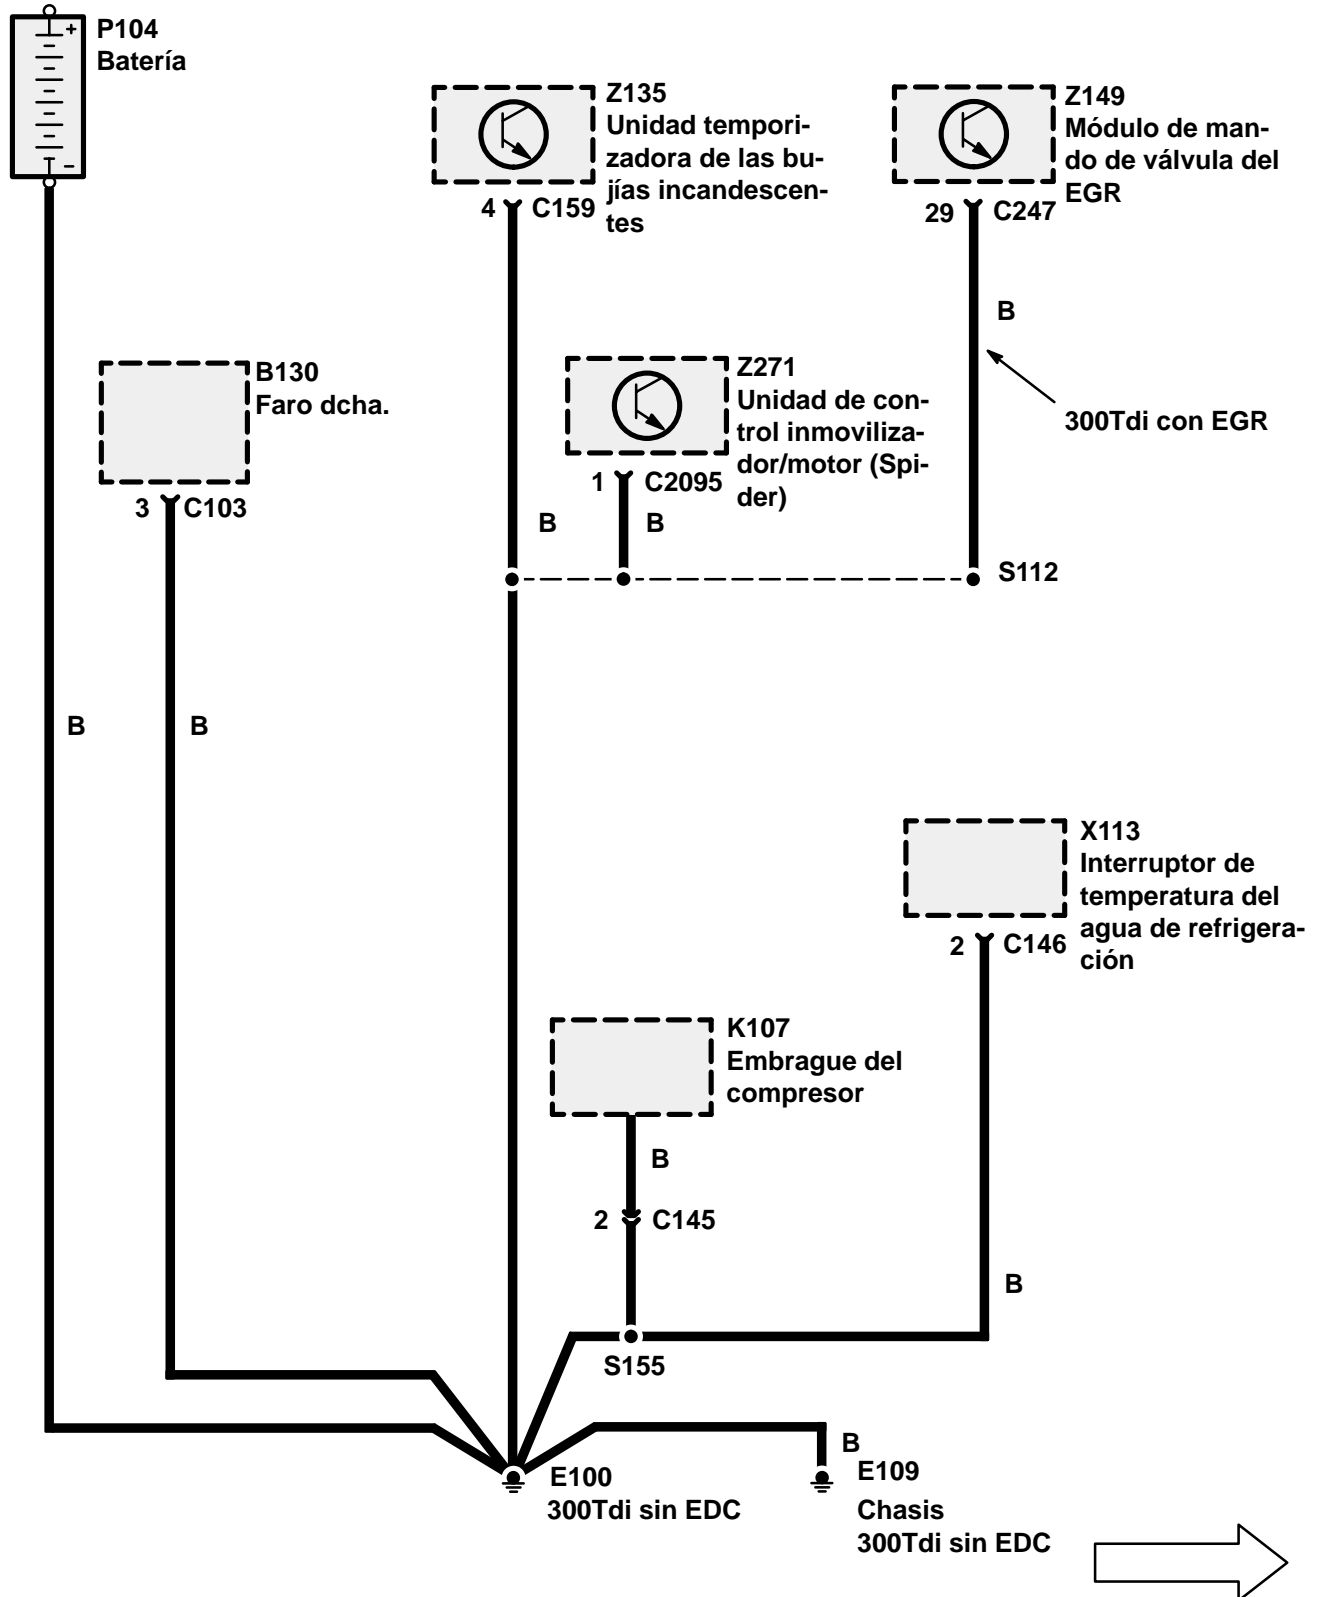 +
−
P104
Batería
Z135
Unidad tempori-
zadora de las bu-
jías incandescen-
tes
4
C159
Z149
Módulo de man-
do de válvula del
EGR
29
C247
B
300Tdi con EGR
B130
Faro dcha.
3
C103
Z271
Unidad de con-
trol inmoviliza-
dor/motor (Spi-
der)
1
C2095
B
B
S112
B
B
X113
Interruptor de
temperatura del
agua de refrigera-
ción
2
C146
K107
Embrague del
compresor
B
2
C145
B
S155
B
E100
300Tdi sin EDC
E109
Chasis
300Tdi sin EDC